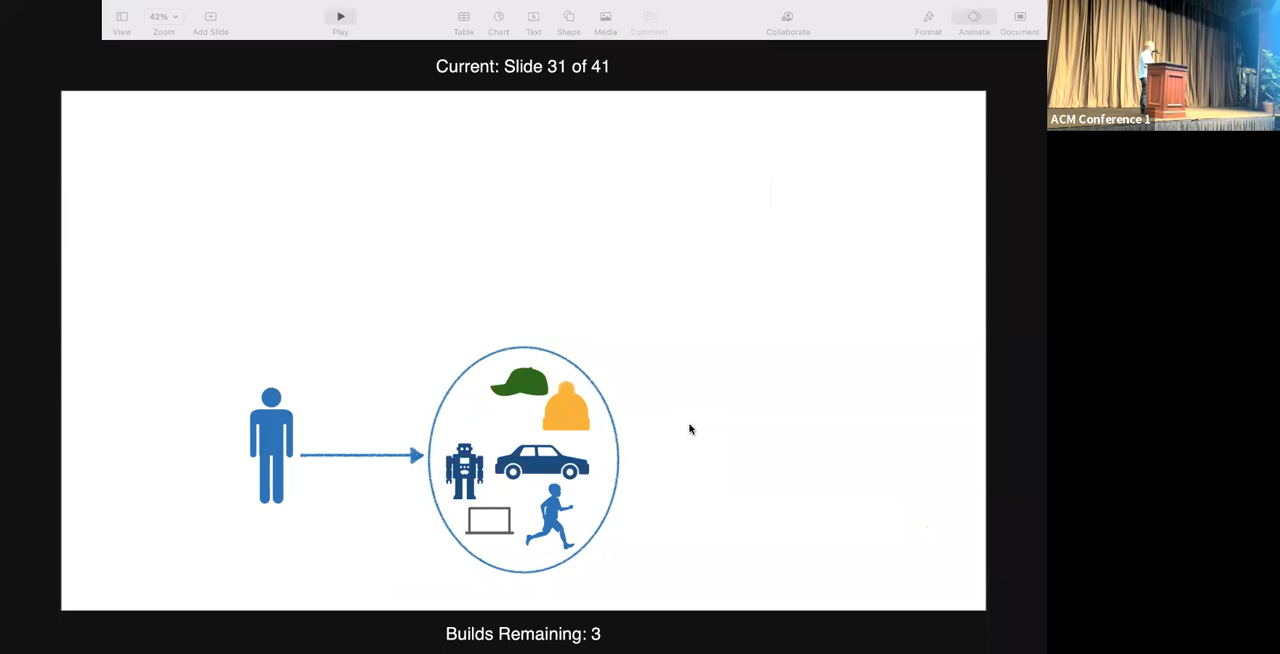 42%
View
Zoom
Add Slide
Play
Table
Chart
Text
Shape
Media
Comment
Collaborate
Format
Animate
Document
Current: Slide 31 of 41
ACM Conference 1
Builds Remaining: 3